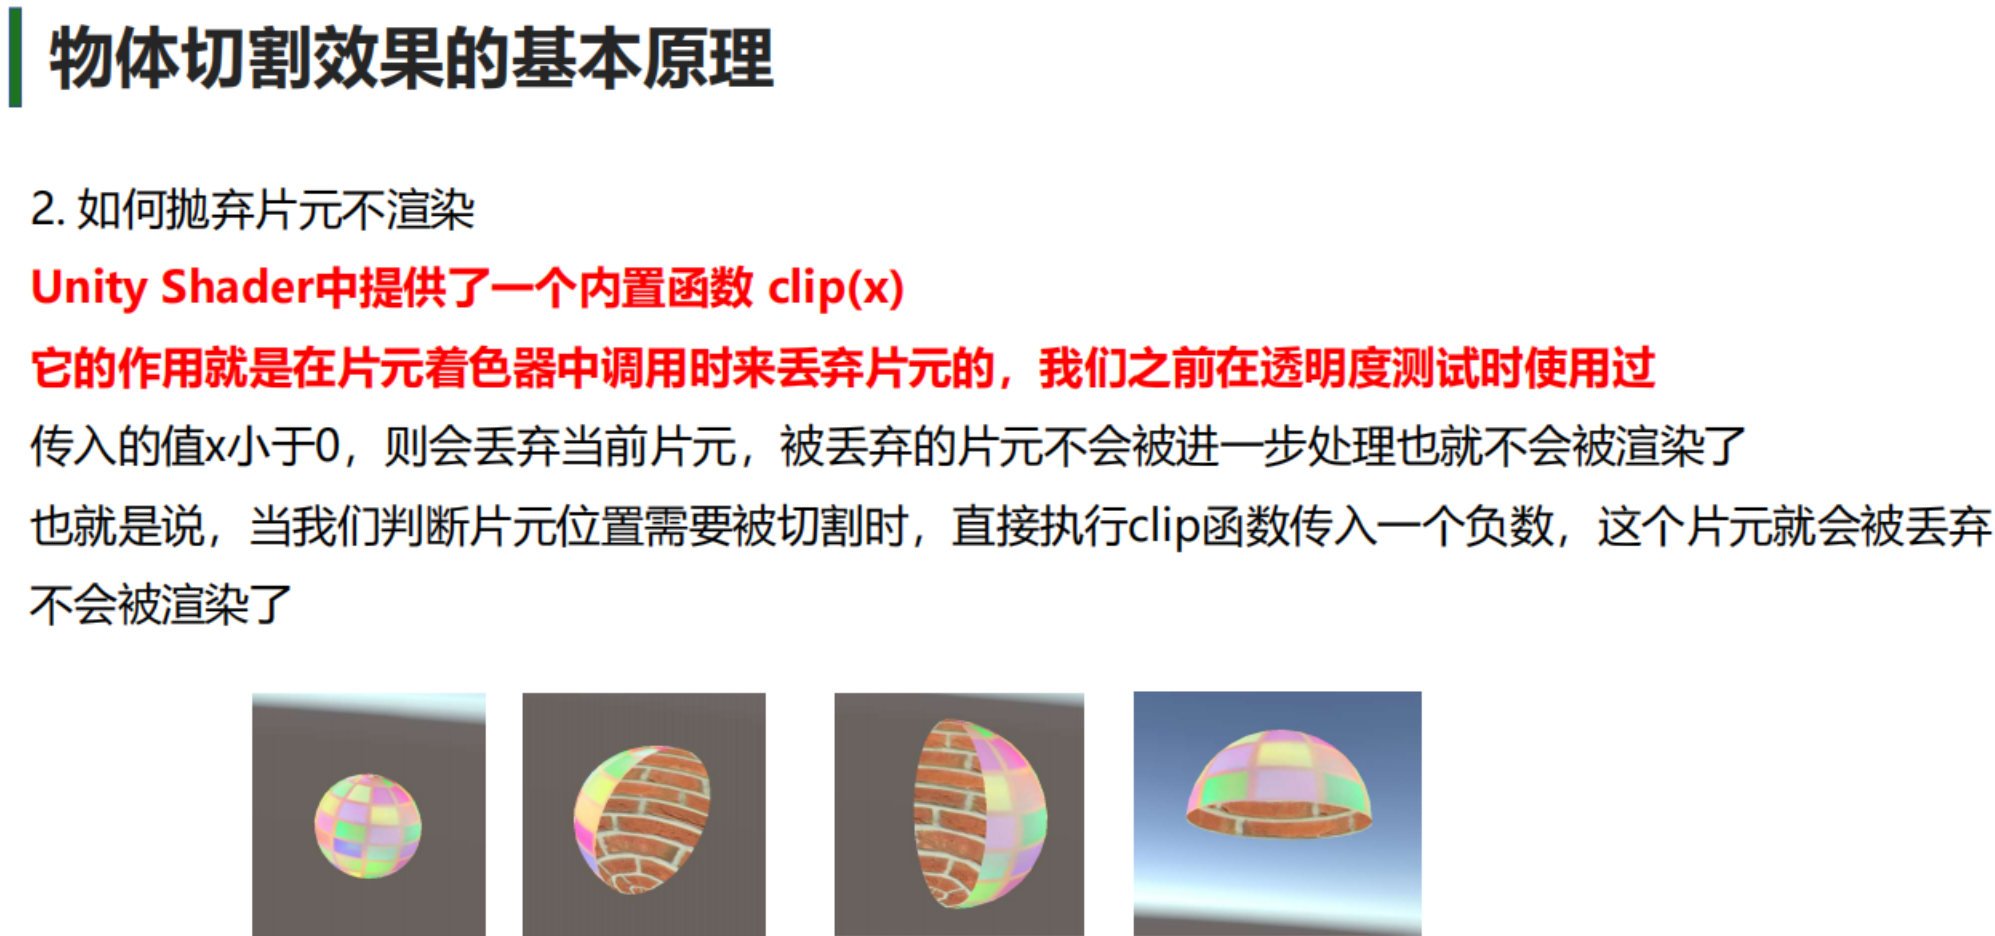 物体切割效果的基本原理
2. 如何抛弃片元不渲染
Unity Shader中提供了一个内置函数 clip(x)
它的作用就是在片元着色器中调用时来丢弃片元的，我们之前在透明度测试时使用过
传入的值x小于0，则会丢弃当前片元，被丢弃的片元不会被进一步处理也就不会被渲染了
也就是说，当我们判断片元位置需要被切割时，直接执行clip函数传入一个负数，这个片元就会被丢弃
不会被渲染了